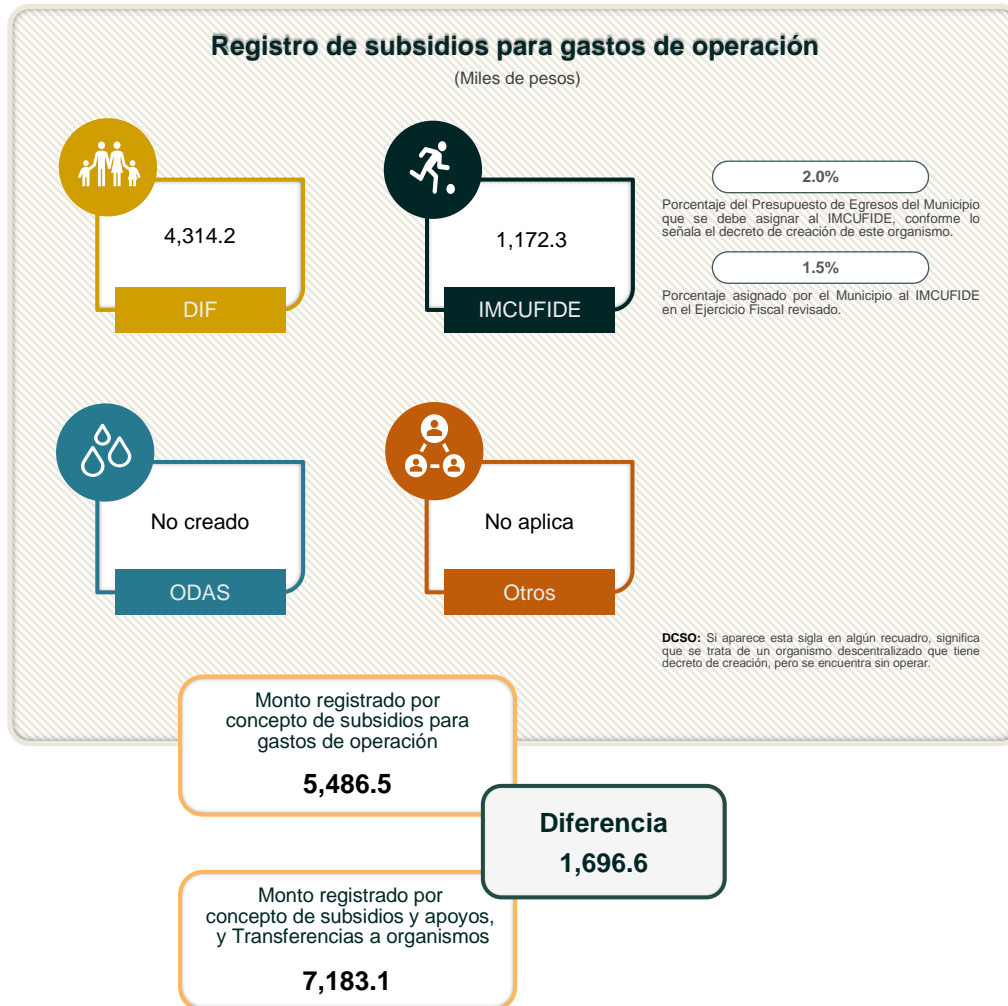 Registro de subsidios para gastos de operación
(Miles de pesos)
4,314.2
DIF
1,172.3
IMCUFIDE
2.0%
Porcentaje del Presupuesto de Egresos del Municipio
que se debe asignar al IMCUFIDE, conforme lo
señala el decreto de creación de este organismo.
1.5%
Porcentaje asignado por el Municipio al IMCUFIDE
en el Ejercicio Fiscal revisado.
No creado
ODAS
No aplica
Otros
DCSO: Si aparece esta sigla en algún recuadro, significa
que se trata de un organismo descentralizado que tiene
decreto de creación, pero se encuentra sin operar.
Monto registrado por
concepto de subsidios para
gastos de operación
5,486.5
Diferencia
1,696.6
Monto registrado por
concepto de subsidios y apoyos,
y Transferencias a organismos
7,183.1